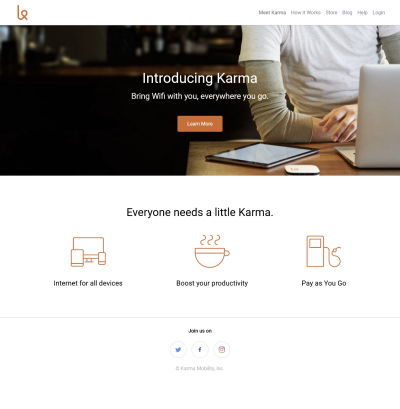 Meet Karma How it Works Store Blog Help Login
Introducing Karma
Bring Wifi with you, everywhere you go.
Learn More
Everyone needs a little Karma.
Internet for all devices Boost your productivity Pay as You Go
Join us on
© Karma Mobility, Inc.